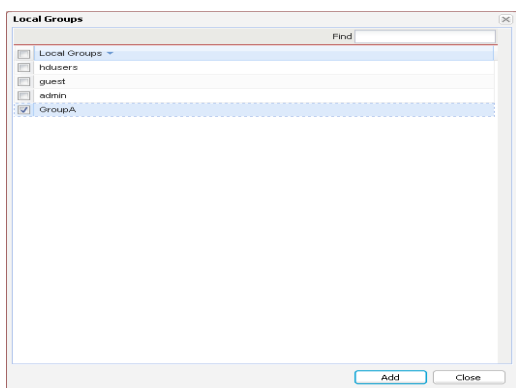 Local Groups
Find
Local Groups
hdusers
guest
admin
GroupA
Add Close